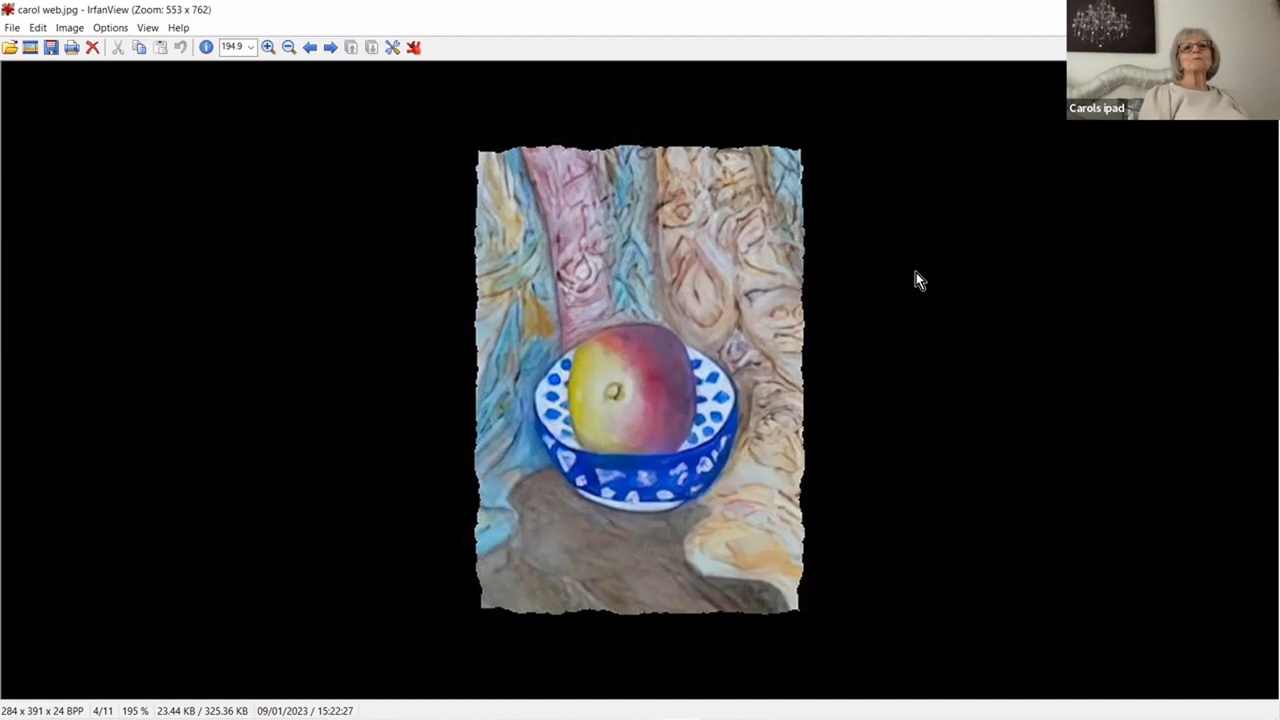 carol web.jpg - IrfanView (Zoom: 553 x 762)
File Edit Image Options View Help
194.9
Carols ipad
284 x 391 x 24 BPP 4/11 195 % 23.44 KB / 325.36 KB 09/01/2023 / 15:22:27